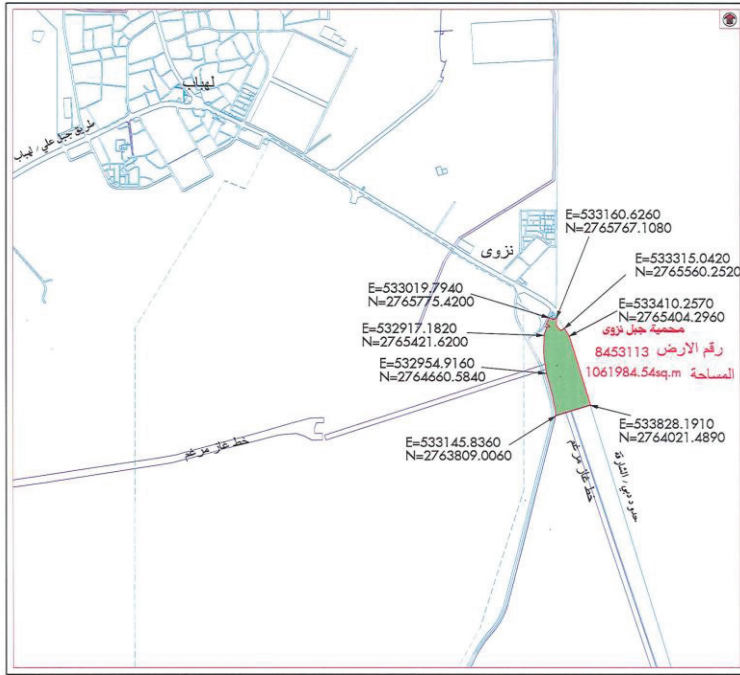 لهباب
طريق جبل علي / لهباب
E=533160.6260
N=2765767.1080
نزوى
E=533315.0420
N=2765560.2520
E=533019.7940
N=2765775.4200
E=533410.2570
N=2765404.2960
محمية جبل نزوى
E=532917.1820
N=2765421.6200
رقم الارض 8453113
E=532954.9160
N=2764660.5840
المساحة 1061984.54sq.m
E=533828.1910
N=2764021.4890
E=533145.8360
N=2763809.0060
خط غاز مرغم
خط غاز مرغم
حدود دبي / الشارقة